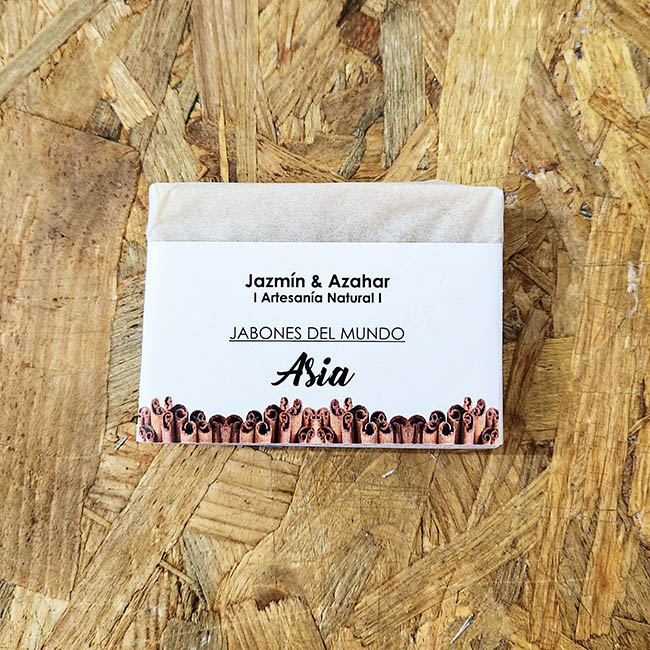 Jazmín & Azahar
| Artesanía Natural |
JABONES DEL MUNDO
Asia